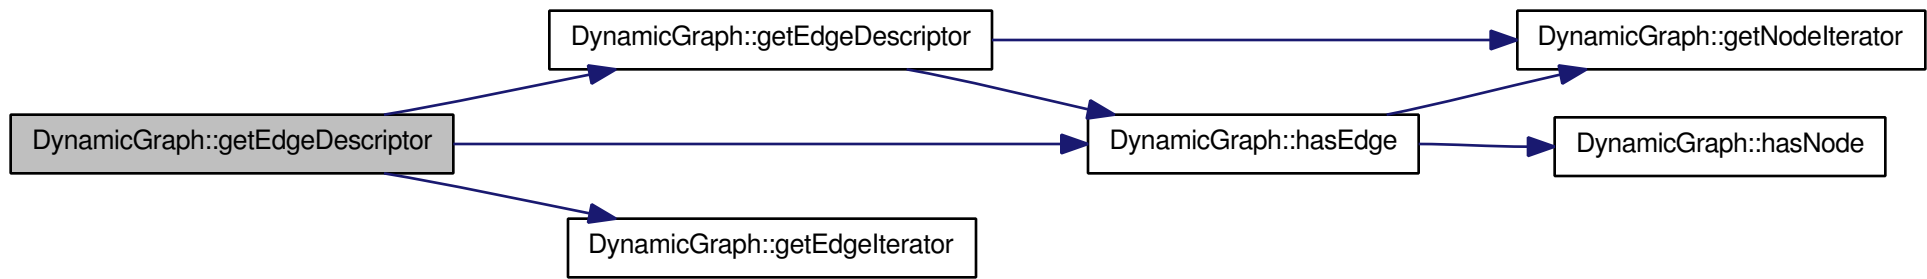 DynamicGraph::getEdgeDescriptor
DynamicGraph::getEdgeDescriptor
DynamicGraph::getNodeIterator
DynamicGraph::hasEdge
DynamicGraph::hasNode
DynamicGraph::getEdgeIterator